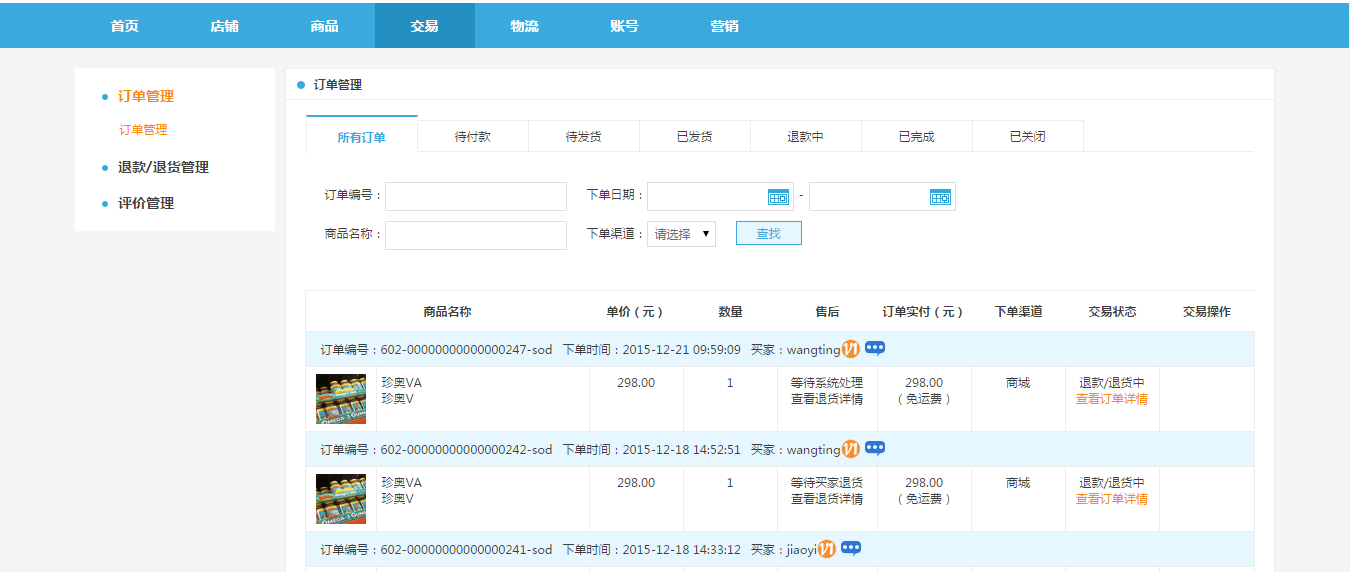 首页 店铺 商品 交易 物流 账号 营销
订单管理
订单管理
退款/退货管理
评价管理
订单管理
所有订单 待付款 待发货 已发货 退款中 已完成 已关闭
订单编号： 下单日期： -
商品名称： 下单渠道： 请选择 查找
商品名称 单价（元） 数量 售后 订单实付（元） 下单渠道 交易状态 交易操作
订单编号：602-00000000000000247-sod 下单时间：2015-12-21 09:59:09 买家：wangting V1
珍奥VA 298.00 1 等待系统处理 298.00 商城 退款/退货中
珍奥V 查看退货详情 （免运费） 查看订单详情
订单编号：602-00000000000000242-sod 下单时间：2015-12-18 14:52:51 买家：wangting V1
珍奥VA 298.00 1 等待买家退货 298.00 商城 退款/退货中
珍奥V 查看退货详情 （免运费） 查看订单详情
订单编号：602-00000000000000241-sod 下单时间：2015-12-18 14:33:12 买家：jiaoyi V1